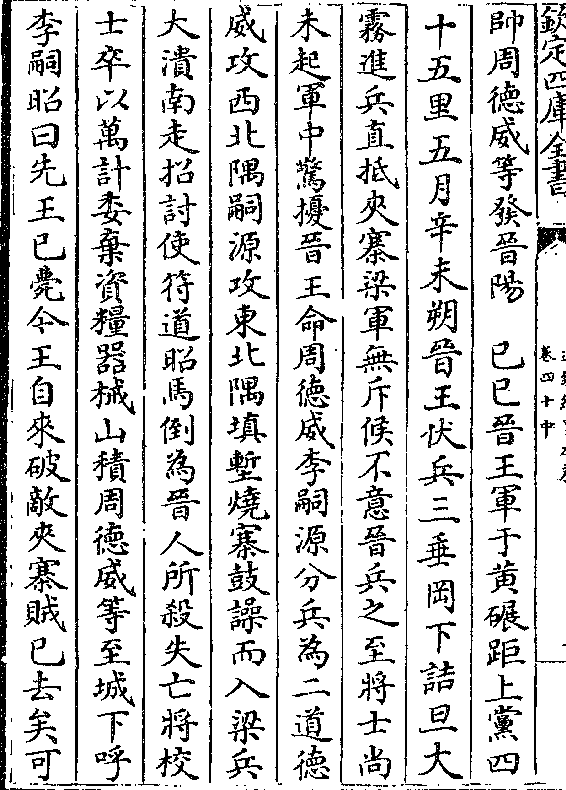 欽定四庫全書
卷四十中
帥周德威等發晉陽　己巳晉王軍于黄碾距上黨四
十五里五月辛未朔晉王伏兵三垂岡下詰旦大
霧進兵直抵夾寨梁軍無斥候不意晉兵之至將士尚
未起軍中驚擾晉王命周德威李嗣源分兵為二道德
威攻西北隅嗣源攻東北隅填塹燒寨鼓譟而入梁兵
大潰南走招討使符道昭馬倒為晉人所殺失亡將校
士卒以萬計委棄資糧器械山積周德威等至城下呼
李嗣昭曰先王已薨今王自來破敵夾寨賊已去矣可